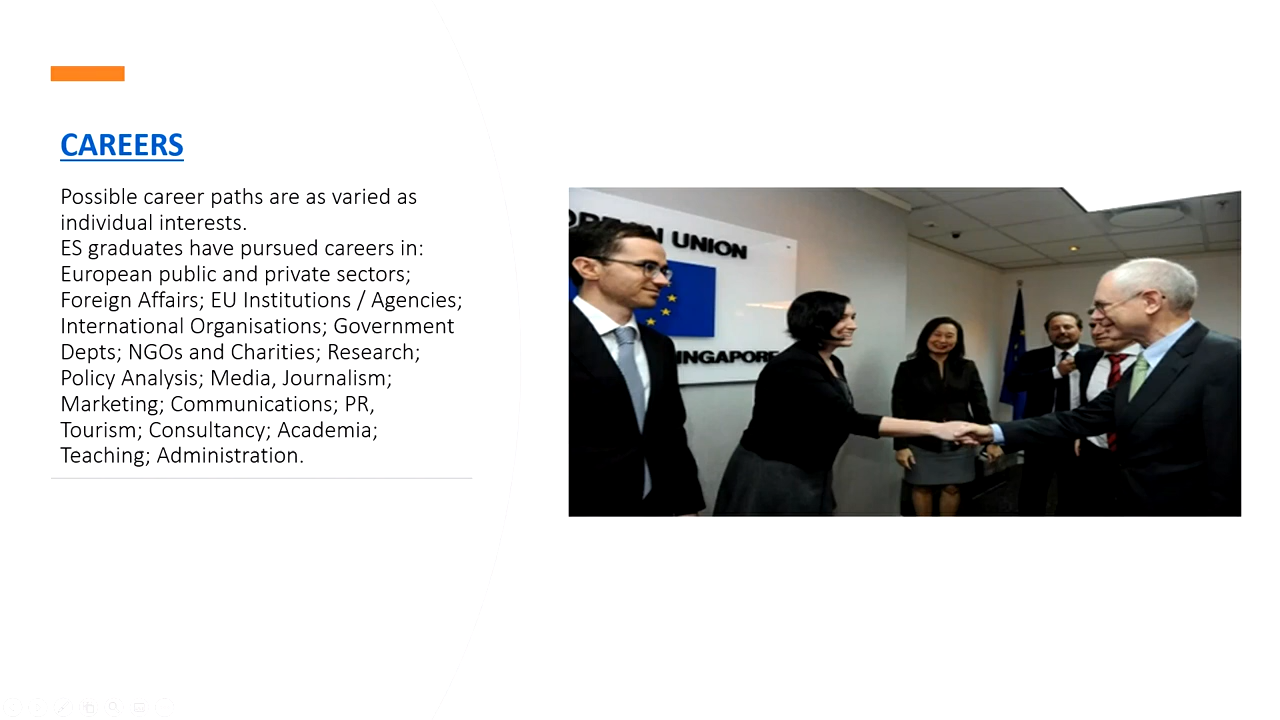 CAREERS
Possible career paths are as varied as
individual interests.
ES graduates have pursued careers in:
European public and private sectors;
Foreign Affairs; EU Institutions / Agencies;
International Organisations; Government
Depts; NGOs and Charities; Research;
Policy Analysis; Media, Journalism;
Marketing; Communications; PR,
Tourism; Consultancy; Academia;
Teaching; Administration.
UNION